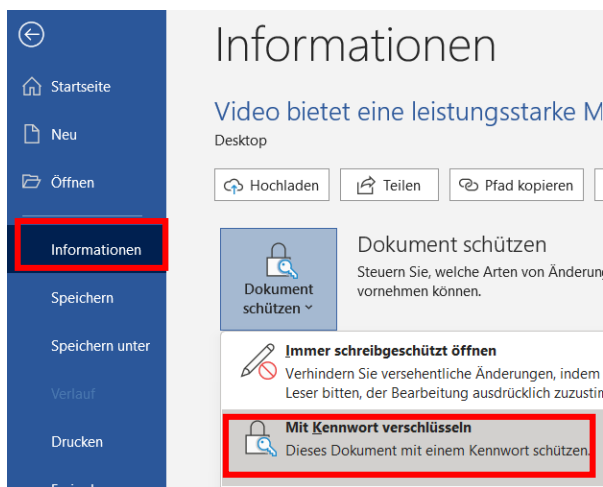 Informationen
Startseite
Video bietet eine leistungsstarke M
Neu
Desktop
Öffnen
Hochladen
Teilen
Pfad kopieren
Informationen
Dokument schützen
Dokument schützen
Steuern Sie, welche Arten von Änderun
vornehmen können.
Speichern
Speichern unter
Immer schreibgeschützt öffnen
Verhindern Sie versehentliche Änderungen, indem
Leser bitten, der Bearbeitung ausdrücklich zuzustim
Verlauf
Mit Kennwort verschlüsseln
Dieses Dokument mit einem Kennwort schützen.
Drucken